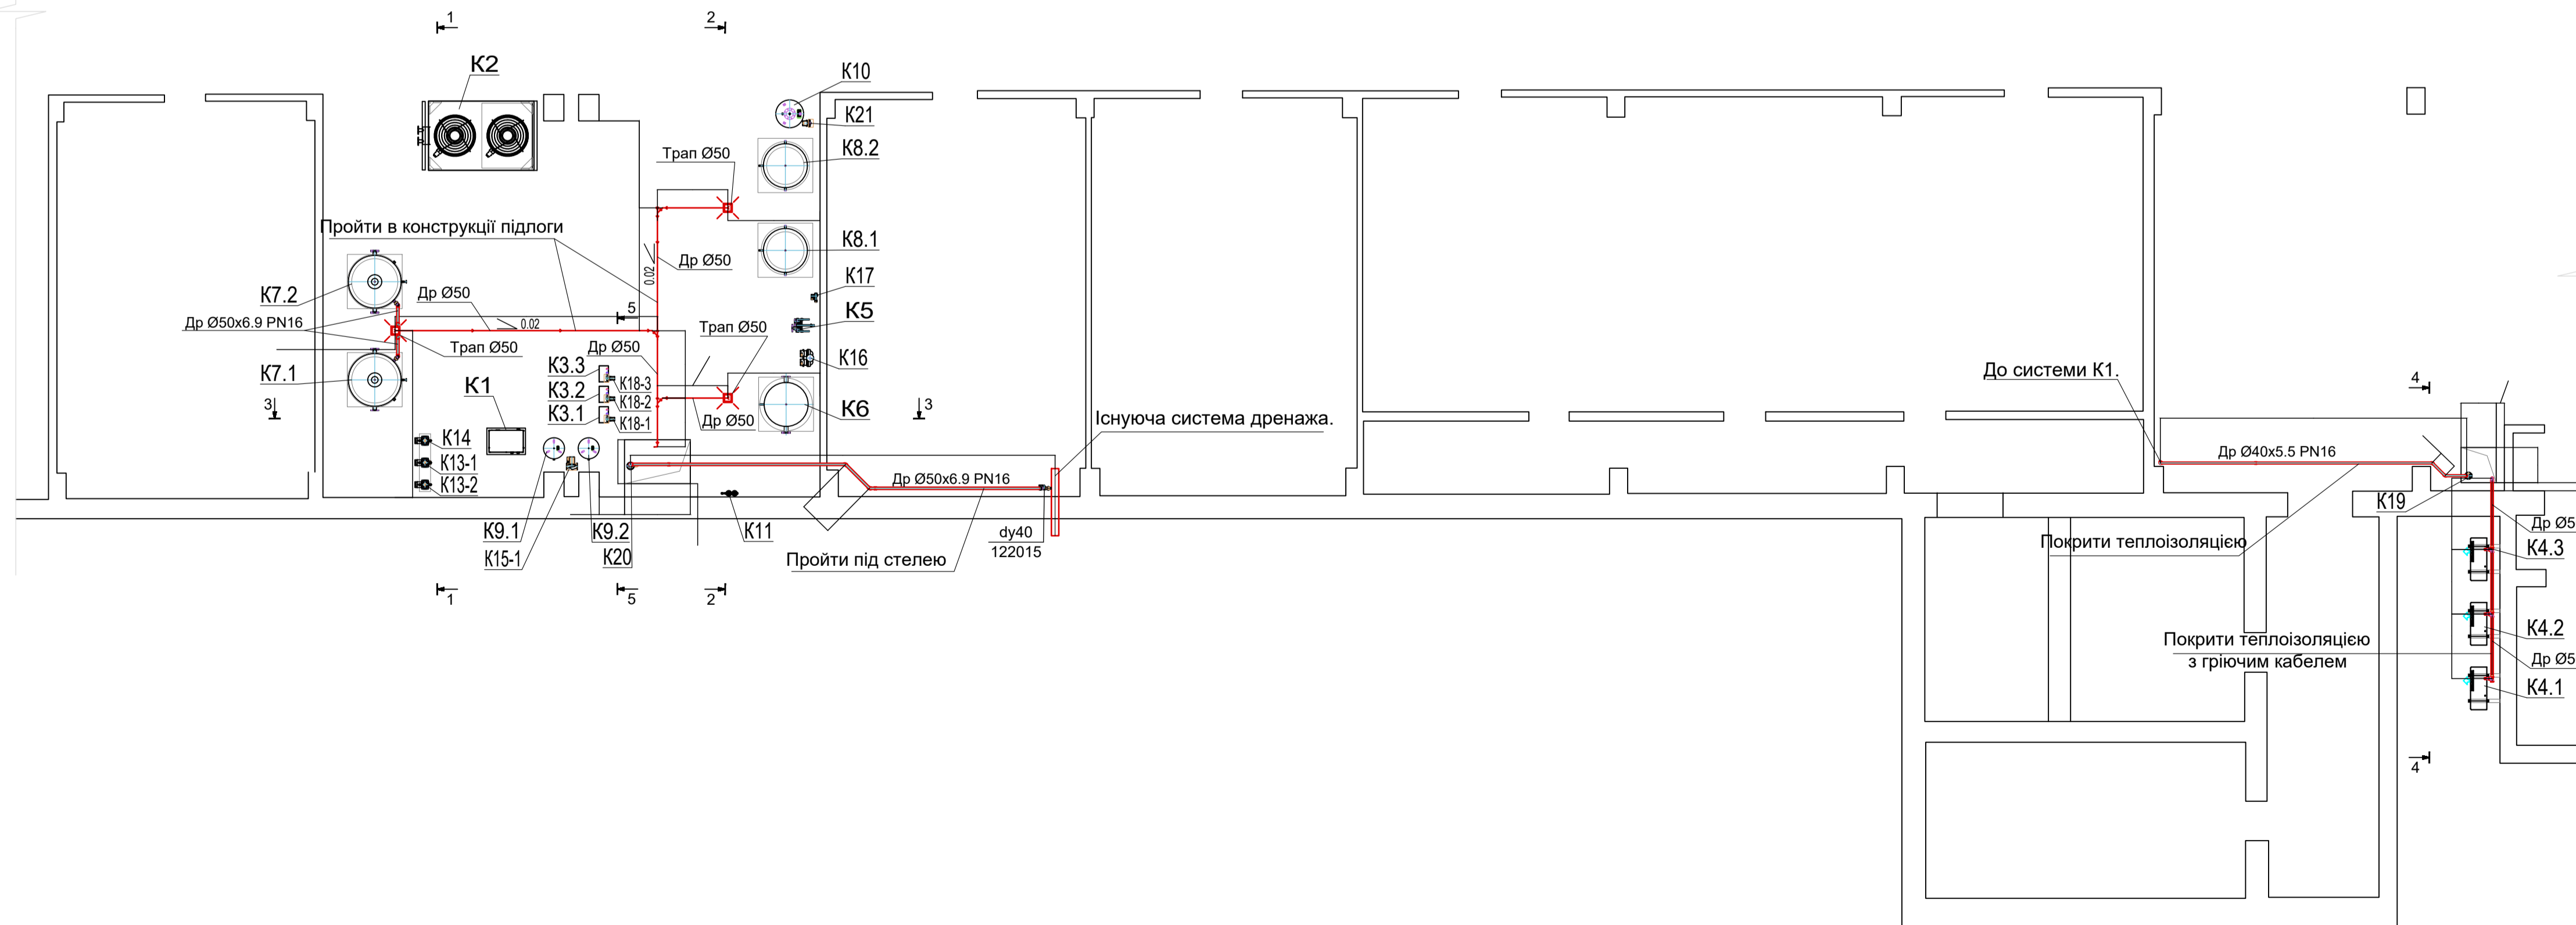 1
2
К2
К10
К21
Трап Ø50
К8.2
Пройти в конструкції підлоги
К8.1
Др Ø50
0.02
К17
К7.2
Др Ø50
5
К5
Др Ø50х6.9 PN16
0.02
Трап Ø50
Трап Ø50
Др Ø50
К16
К7.1
К3.3
К18-3
До системи К1.
К1
К3.2
К18-2
4
3
К3.1
К18-1
Др Ø50
К6
3
Існуюча система дренажа.
К14
К13-1
К13-2
Др Ø50х6.9 PN16
Др Ø40х5.5 PN16
К19
К9.1
К9.2
К11
dy40
122015
Др Ø5
К15-1
К20
Пройти під стелею
Покрити теплоізоляцією
К4.3
1
5
2
К4.2
Покрити теплоізоляцією
з гріючим кабелем
Др Ø5
К4.1
4